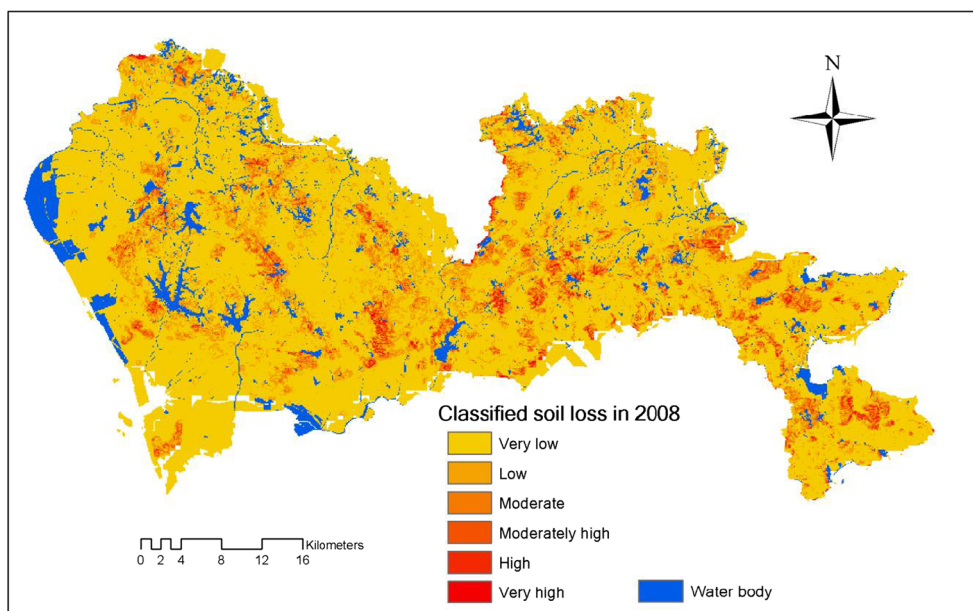 N
Classified soil loss in 2008
Very low
Low
Moderate
Moderately high
High
Very high
Water body
Kilometers
0 2 4 8 12 16